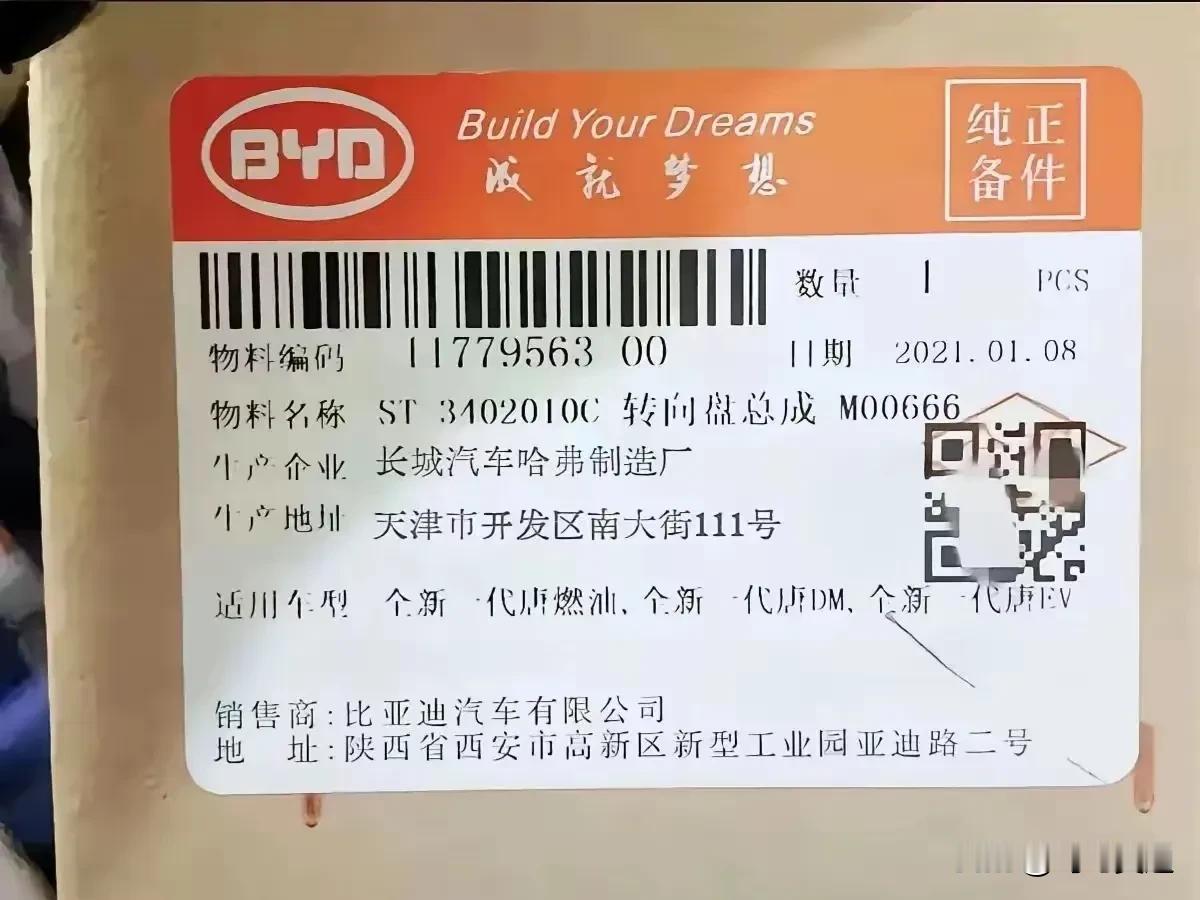 BYD
Build Your Dreams
成就梦想
纯正
备件
数量 1 PCS
物料编码 11779563 00
日期 2021.01.08
物料名称 ST 3402010C 转向盘总成 M00666
生产企业 长城汽车哈弗制造厂
生产地址 天津市开发区南大街111号
适用车型 全新一代唐燃油、全新一代唐DM、全新一代唐EV
销售商:比亚迪汽车有限公司
地 址:陕西省西安市高新区新型工业园亚迪路二号